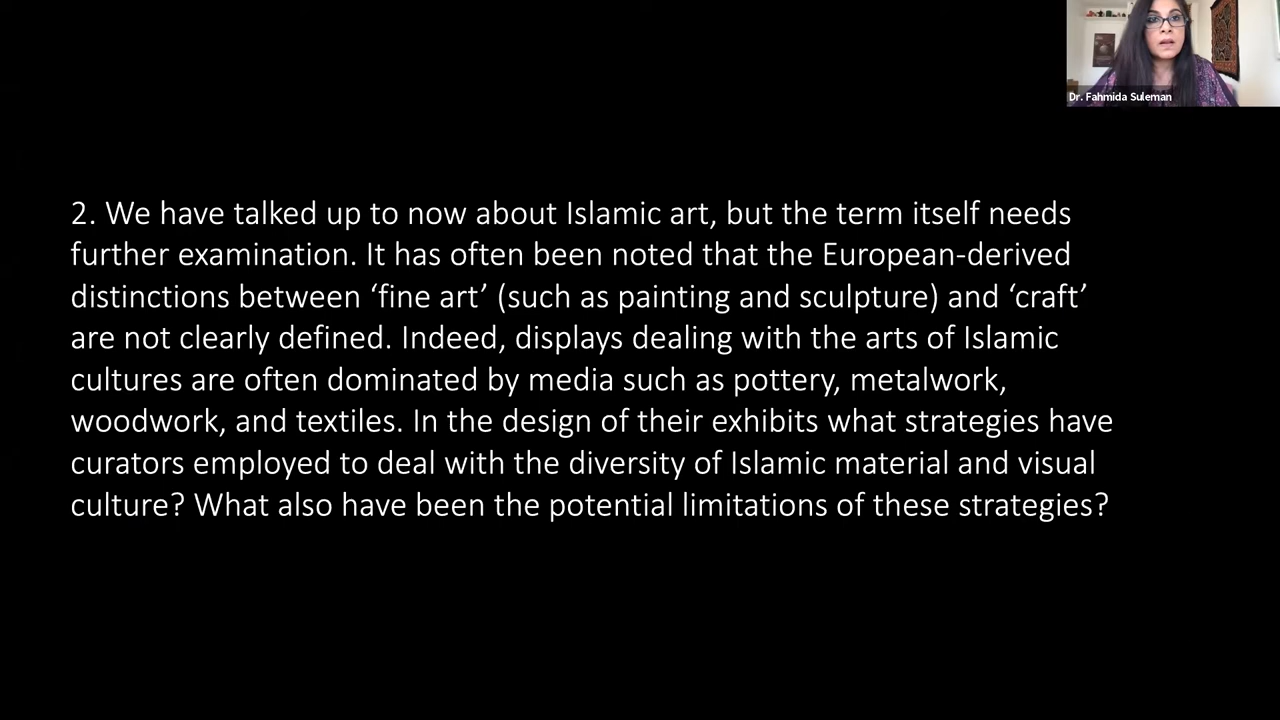 Dr. Fahmida Suleman
2. We have talked up to now about Islamic art, but the term itself needs
further examination. It has often been noted that the European-derived
distinctions between ‘fine art’ (such as painting and sculpture) and ‘craft’
are not clearly defined. Indeed, displays dealing with the arts of Islamic
cultures are often dominated by media such as pottery, metalwork,
woodwork, and textiles. In the design of their exhibits what strategies have
curators employed to deal with the diversity of Islamic material and visual
culture? What also have been the potential limitations of these strategies?